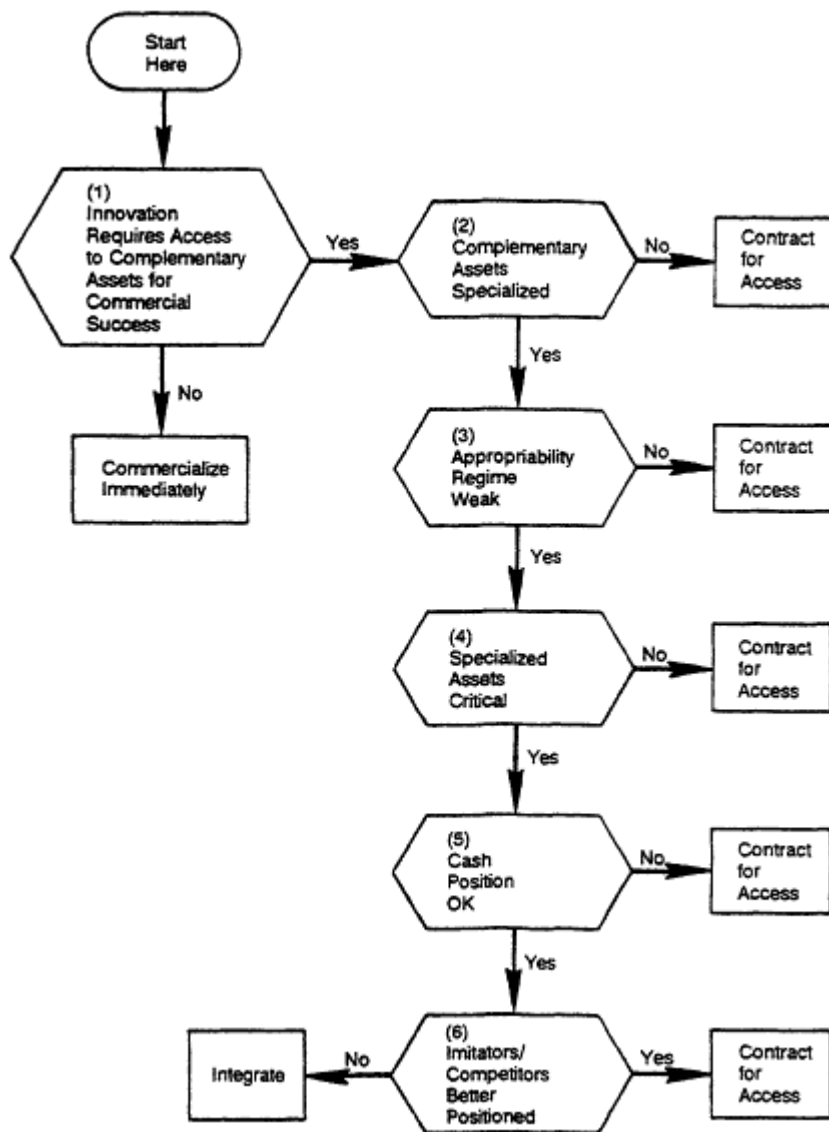 Start
Here
(1)
Innovation
Requires Access
to Complementary
Assets for
Commercial
Success
Yes
(2)
Complementary
Assets
Specialized
No
Contract
for
Access
No
Commercialize
Immediately
Yes
(3)
Appropriability
Regime
Weak
No
Contract
for
Access
Yes
(4)
Specialized
Assets
Critical
No
Contract
for
Access
Yes
(5)
Cash
Position
OK
No
Contract
for
Access
Yes
Integrate
No
(6)
Imitators/
Competitors
Better
Positioned
Yes
Contract
for
Access